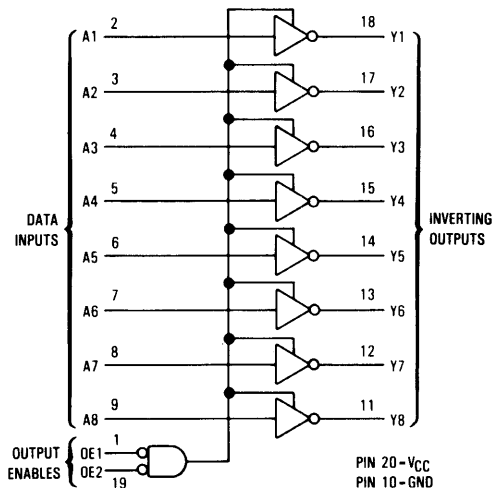 2 18
A1 Y1
3 17
A2 Y2
4 16
A3 Y3
5 15
A4 Y4
DATA INPUTS
INVERTING OUTPUTS
6 14
A5 Y5
7 13
A6 Y6
8 12
A7 Y7
9 11
A8 Y8
OUTPUT ENABLES
1
OE1
OE2
19
PIN 20-VCC
PIN 10-GND